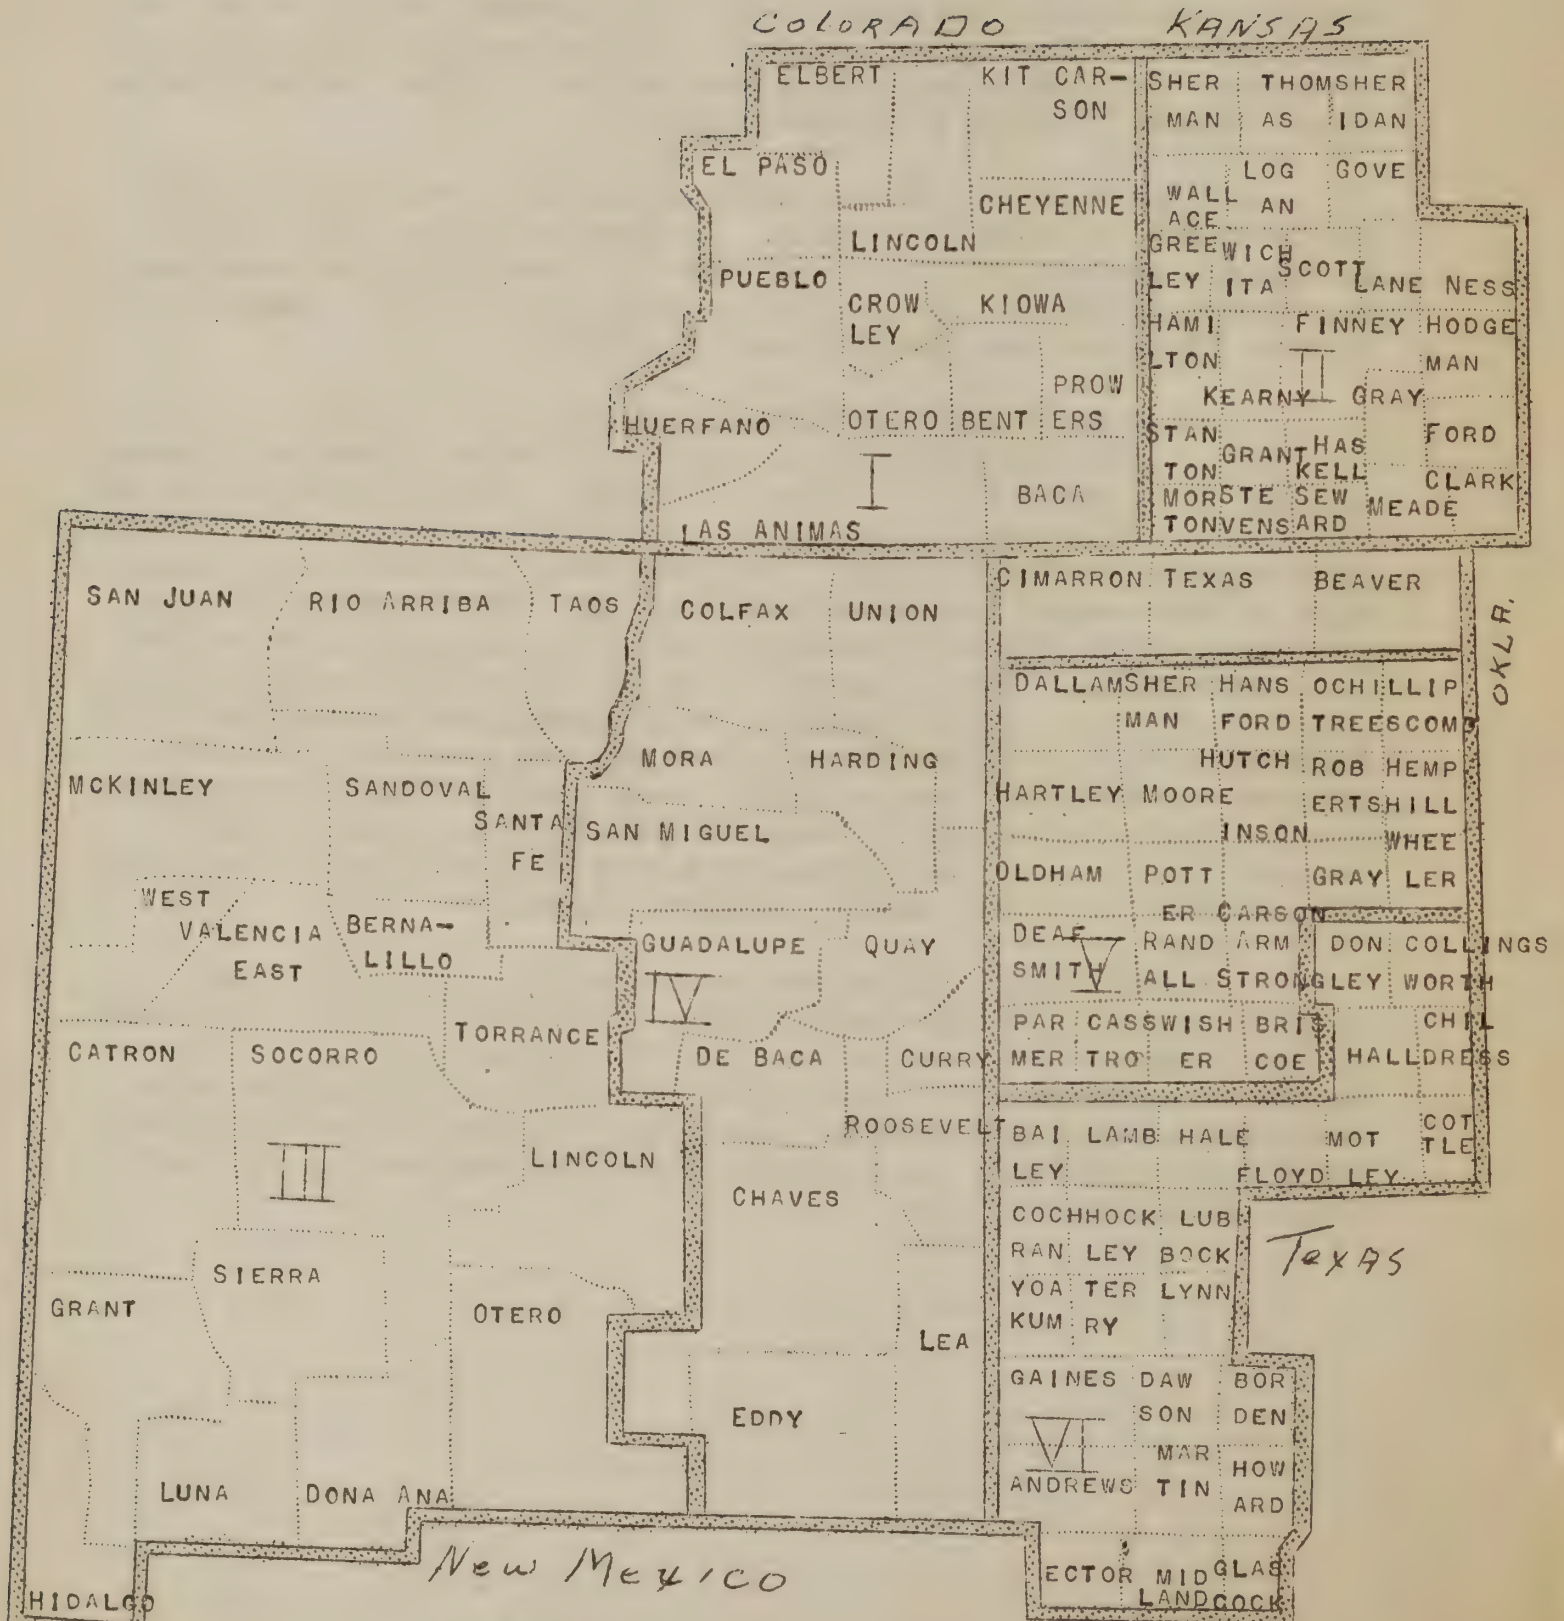 COLORADO KANSAS
ELBERT KIT CAR-
SON
EL PASO
CHEYENNE
LINCOLN
PUEBLO
CROW
LEY
KIOWA
PROW
ERS
HUERFANO
OTERO BENT
I
BACA
LAS ANIMAS
SHER THOM SHER
MAN AS IDAN
LOG GOVE
WALL AN
ACE
GREE WICH SCOTT
LEY ITA LANE NESS
HAMI FINNEY HODGE
LTON II MAN
KEARNY GRAY
STAN GRANT HAS FORD
TON KELL CLARK
MOR STE SEW MEADE
TON VENS ARD
SAN JUAN RIO ARRIBA TAOS COLFAX UNION
MCKINLEY SANDOVAL MORA HARDING
SANTA
FE
SAN MIGUEL
WEST
VALENCIA
EAST
BERNA-
LILLO
GUADALUPE QUAY
IV
TORRANCE
CATRON SOCORRO DE BACA CURRY
ROOSEVELT
III
LINCOLN
CHAVES
SIERRA
GRANT
OTERO
LEA
EDDY
LUNA DONA ANA
New Mexico
HIDALGO
CIMARRON TEXAS BEAVER
OKLA.
DALLAM SHER HANS OCHIL LIP
MAN FORD TREE SCOMB
HUTCH ROB HEMP
HARTLEY MOORE ERTS HILL
INSON WHEE
OLDHAM POTT GRAY LER
ER CARSON
DEAF RAND ARM DON COLLINGS
SMITH V ALL STRONG LEY WORTH
PAR CAS SWISH BRIS CHIL
MER TRO ER COE HALL DRESS
BAI LAMB HALE MOT COT
TLE
LEY FLOYD LEY
COCH HOCK LUB
RAN LEY BOCK
Texas
YOA TER LYNN
KUM RY
GAINES DAW BOR
SON DEN
VI MAR HOW
ANDREWS TIN ARD
ECTOR MID GLAS
LAND COCK